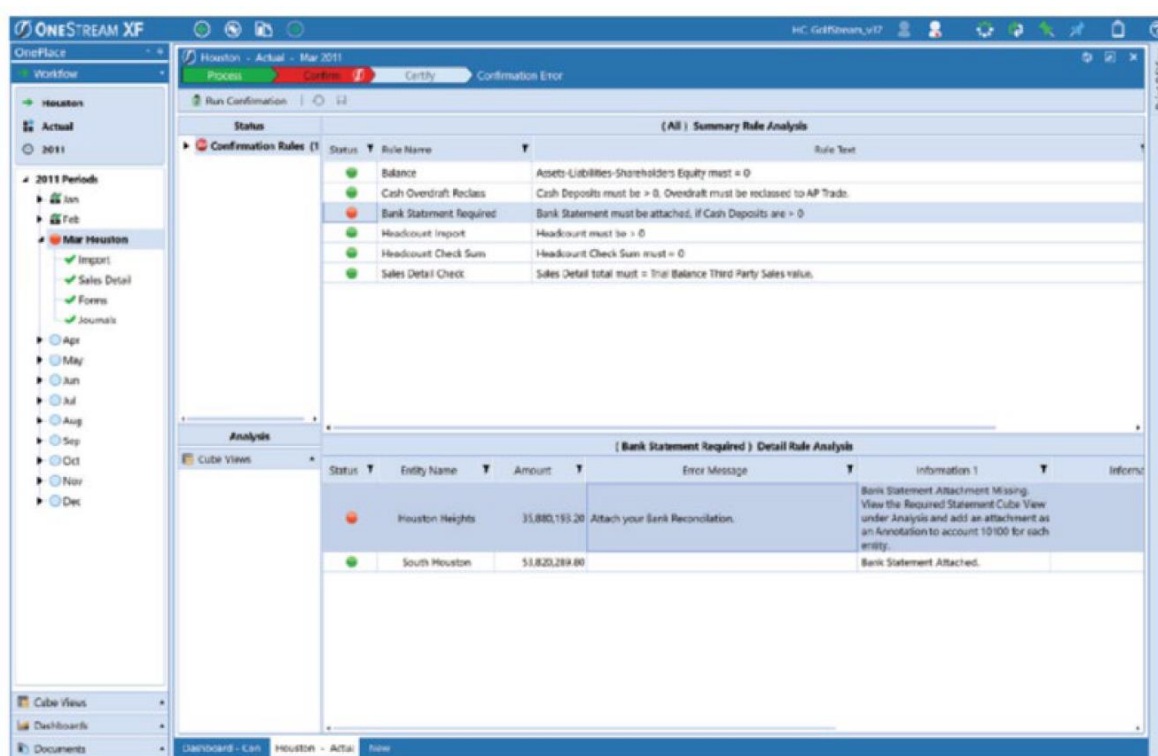 ONESTREAM XF
HC GolfStream_v37
OnePlace
Workflow
Houston
Actual
2011
2011 Periods
Jan
Feb
Mar Houston
Import
Sales Detail
Forms
Journals
Apr
May
Jun
Jul
Aug
Sep
Oct
Nov
Dec
Cube Views
Dashboards
Documents
Houston - Actual - Mar 2011
Process Confirm Certify Confirmation Error
Run Confirmation
Status
Confirmation Rules (1
(All) Summary Rule Analysis
Status Rule Name Rule Text
Balance Assets-Liabilities-Shareholders Equity must = 0
Cash Overdraft Reclass Cash Deposits must be > 0, Overdraft must be reclassed to AP Trade.
Bank Statement Required Bank Statement must be attached, if Cash Deposits are > 0
Headcount Import Headcount must be > 0
Headcount Check Sum Headcount Check Sum must = 0
Sales Detail Check Sales Detail total must = Trial Balance Third Party Sales value.
Analysis
Cube Views
(Bank Statement Required) Detail Rule Analysis
Status Entity Name Amount Error Message Information 1 Informa
Houston Heights 35,880,193.20 Attach your Bank Reconcilation.
Bank Statement Attachment Missing.
View the Required Statement Cube View
under Analysis and add an attachment as
an Annotation to account 10100 for each
entity.
South Houston 53,820,289.80 Bank Statement Attached.
Dashboard - Can Houston - Actual New